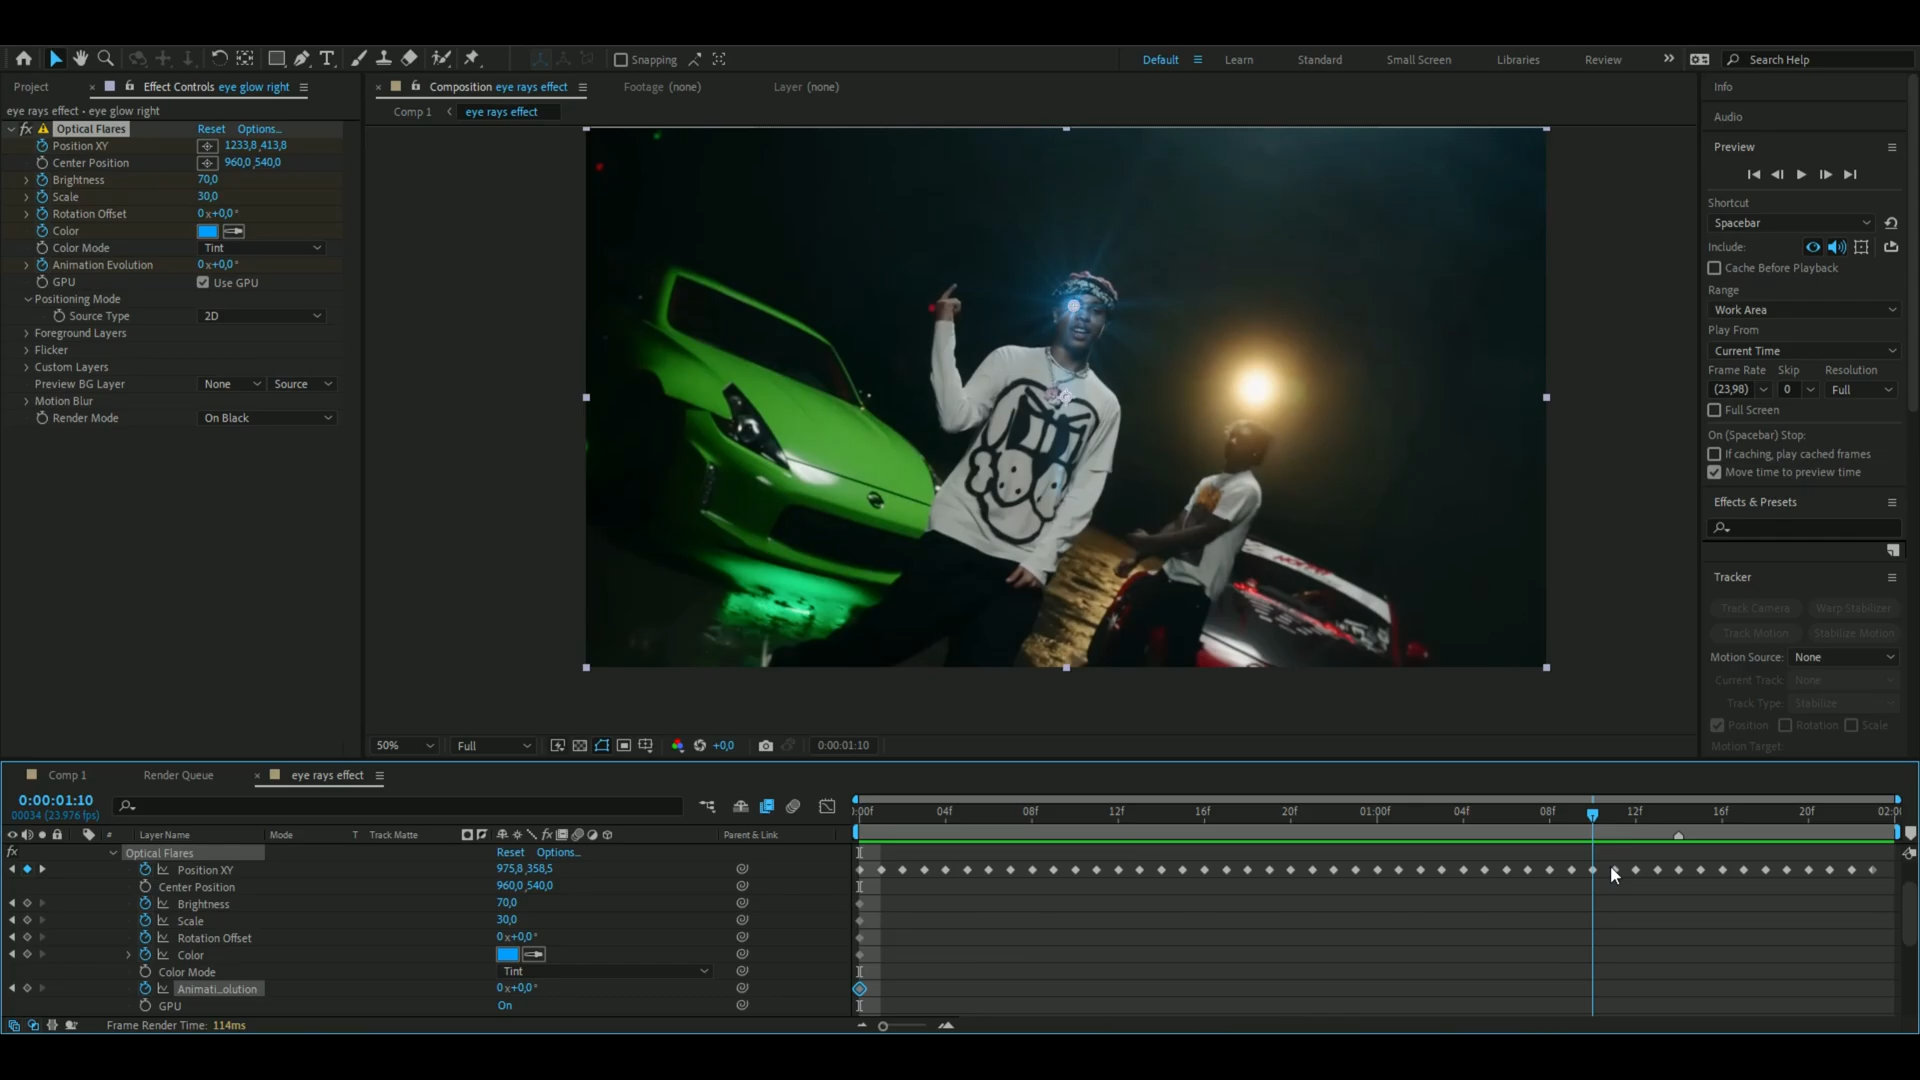 Snapping
Default
Learn
Standard
Small Screen
Libraries
Review
Search Help
Project
Effect Controls eye glow right
Composition eye rays effect
Footage (none)
Layer (none)
Info
eye rays effect • eye glow right
Comp 1
eye rays effect
Audio
Optical Flares
Reset
Options...
Position XY
1233,8 ,413,8
Center Position
960,0 ,540,0
Brightness
70,0
Scale
30,0
Rotation Offset
0 x+0,0°
Color
Color Mode
Tint
Animation Evolution
0 x+0,0°
GPU
Use GPU
Positioning Mode
Source Type
2D
Foreground Layers
Flicker
Custom Layers
Preview BG Layer
None
Source
Motion Blur
Render Mode
On Black
Preview
Shortcut
Spacebar
Include:
Cache Before Playback
Range
Work Area
Play From
Current Time
Frame Rate
Skip
Resolution
(23,98)
0
Full
Full Screen
On (Spacebar) Stop:
If caching, play cached frames
Move time to preview time
Effects & Presets
Tracker
Track Camera
Warp Stabilizer
Track Motion
Stabilize Motion
Motion Source:
None
Current Track:
None
Track Type:
Stabilize
Position
Rotation
Scale
Motion Target:
50%
Full
+0,0
0:00:01:10
Comp 1
Render Queue
eye rays effect
0:00:01:10
00034 (23.976 fps)
:00f
04f
08f
12f
16f
20f
01:00f
04f
08f
12f
16f
20f
02:0
#
Layer Name
Mode
T
Track Matte
Parent & Link
Optical Flares
Reset
Options...
Position XY
975,8 ,358,5
Center Position
960,0 ,540,0
Brightness
70,0
Scale
30,0
Rotation Offset
0 x+0,0°
Color
Color Mode
Tint
Animati...olution
0 x+0,0°
GPU
On
Frame Render Time: 114ms